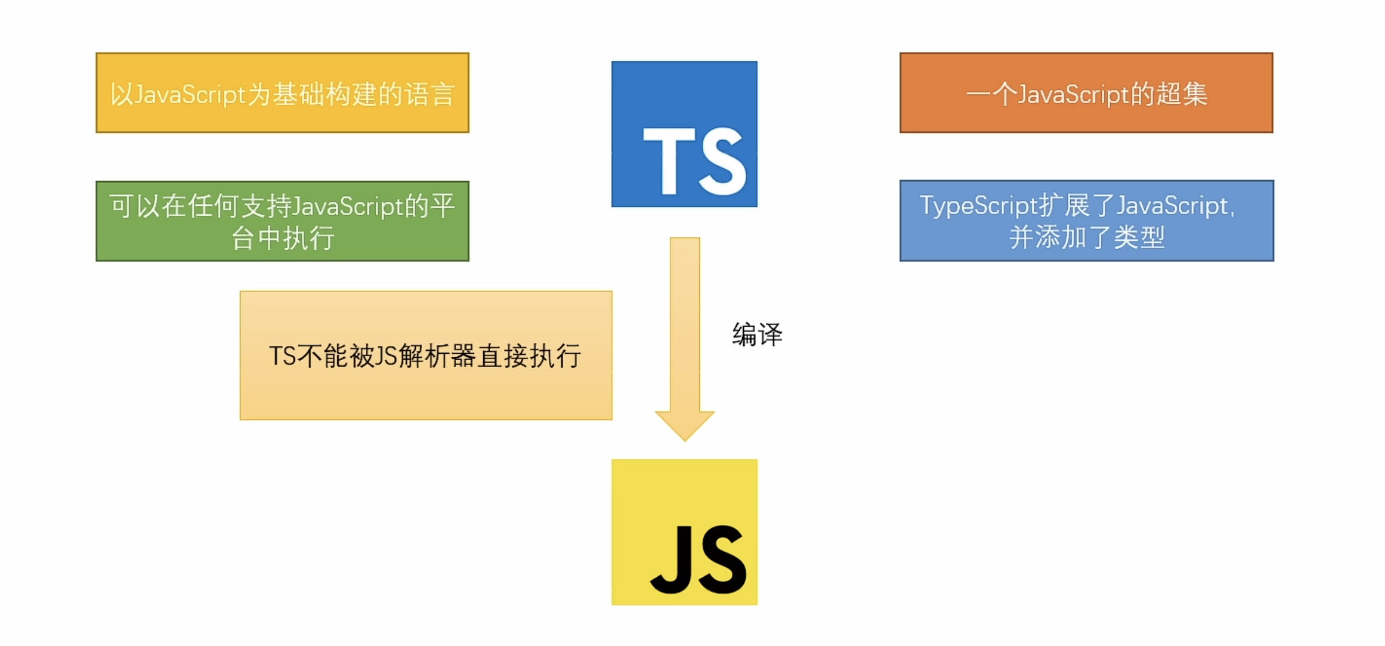 以JavaScript为基础构建的语言
TS
一个JavaScript的超集
可以在任何支持JavaScript的平
台中执行
TypeScript扩展了JavaScript,
并添加了类型
TS不能被JS解析器直接执行
编译
JS